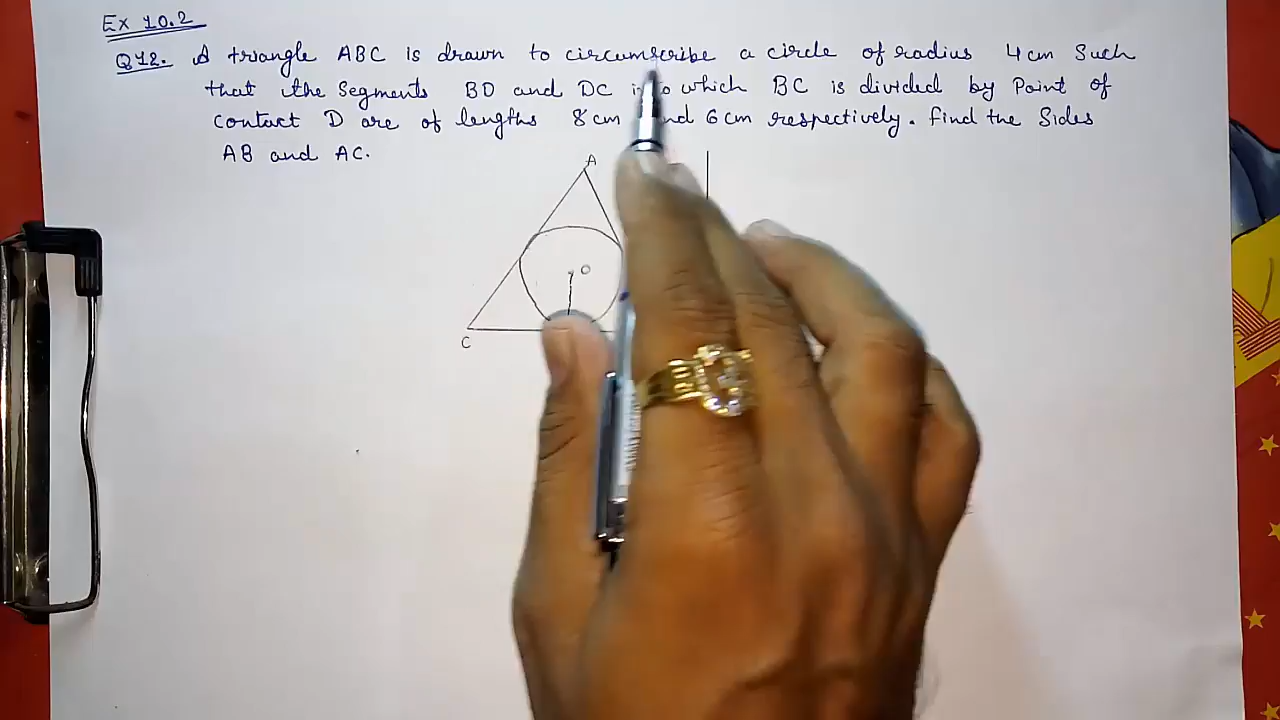 Ex 10.2
Q12. A triangle ABC is drawn to circumscribe a circle of radius 4 cm Such
that the Segments BD and DC which BC is divided by Point of
Contact D are of lengths 8 cm 6 cm respectively. find the Sides
AB and AC.
A
O
C